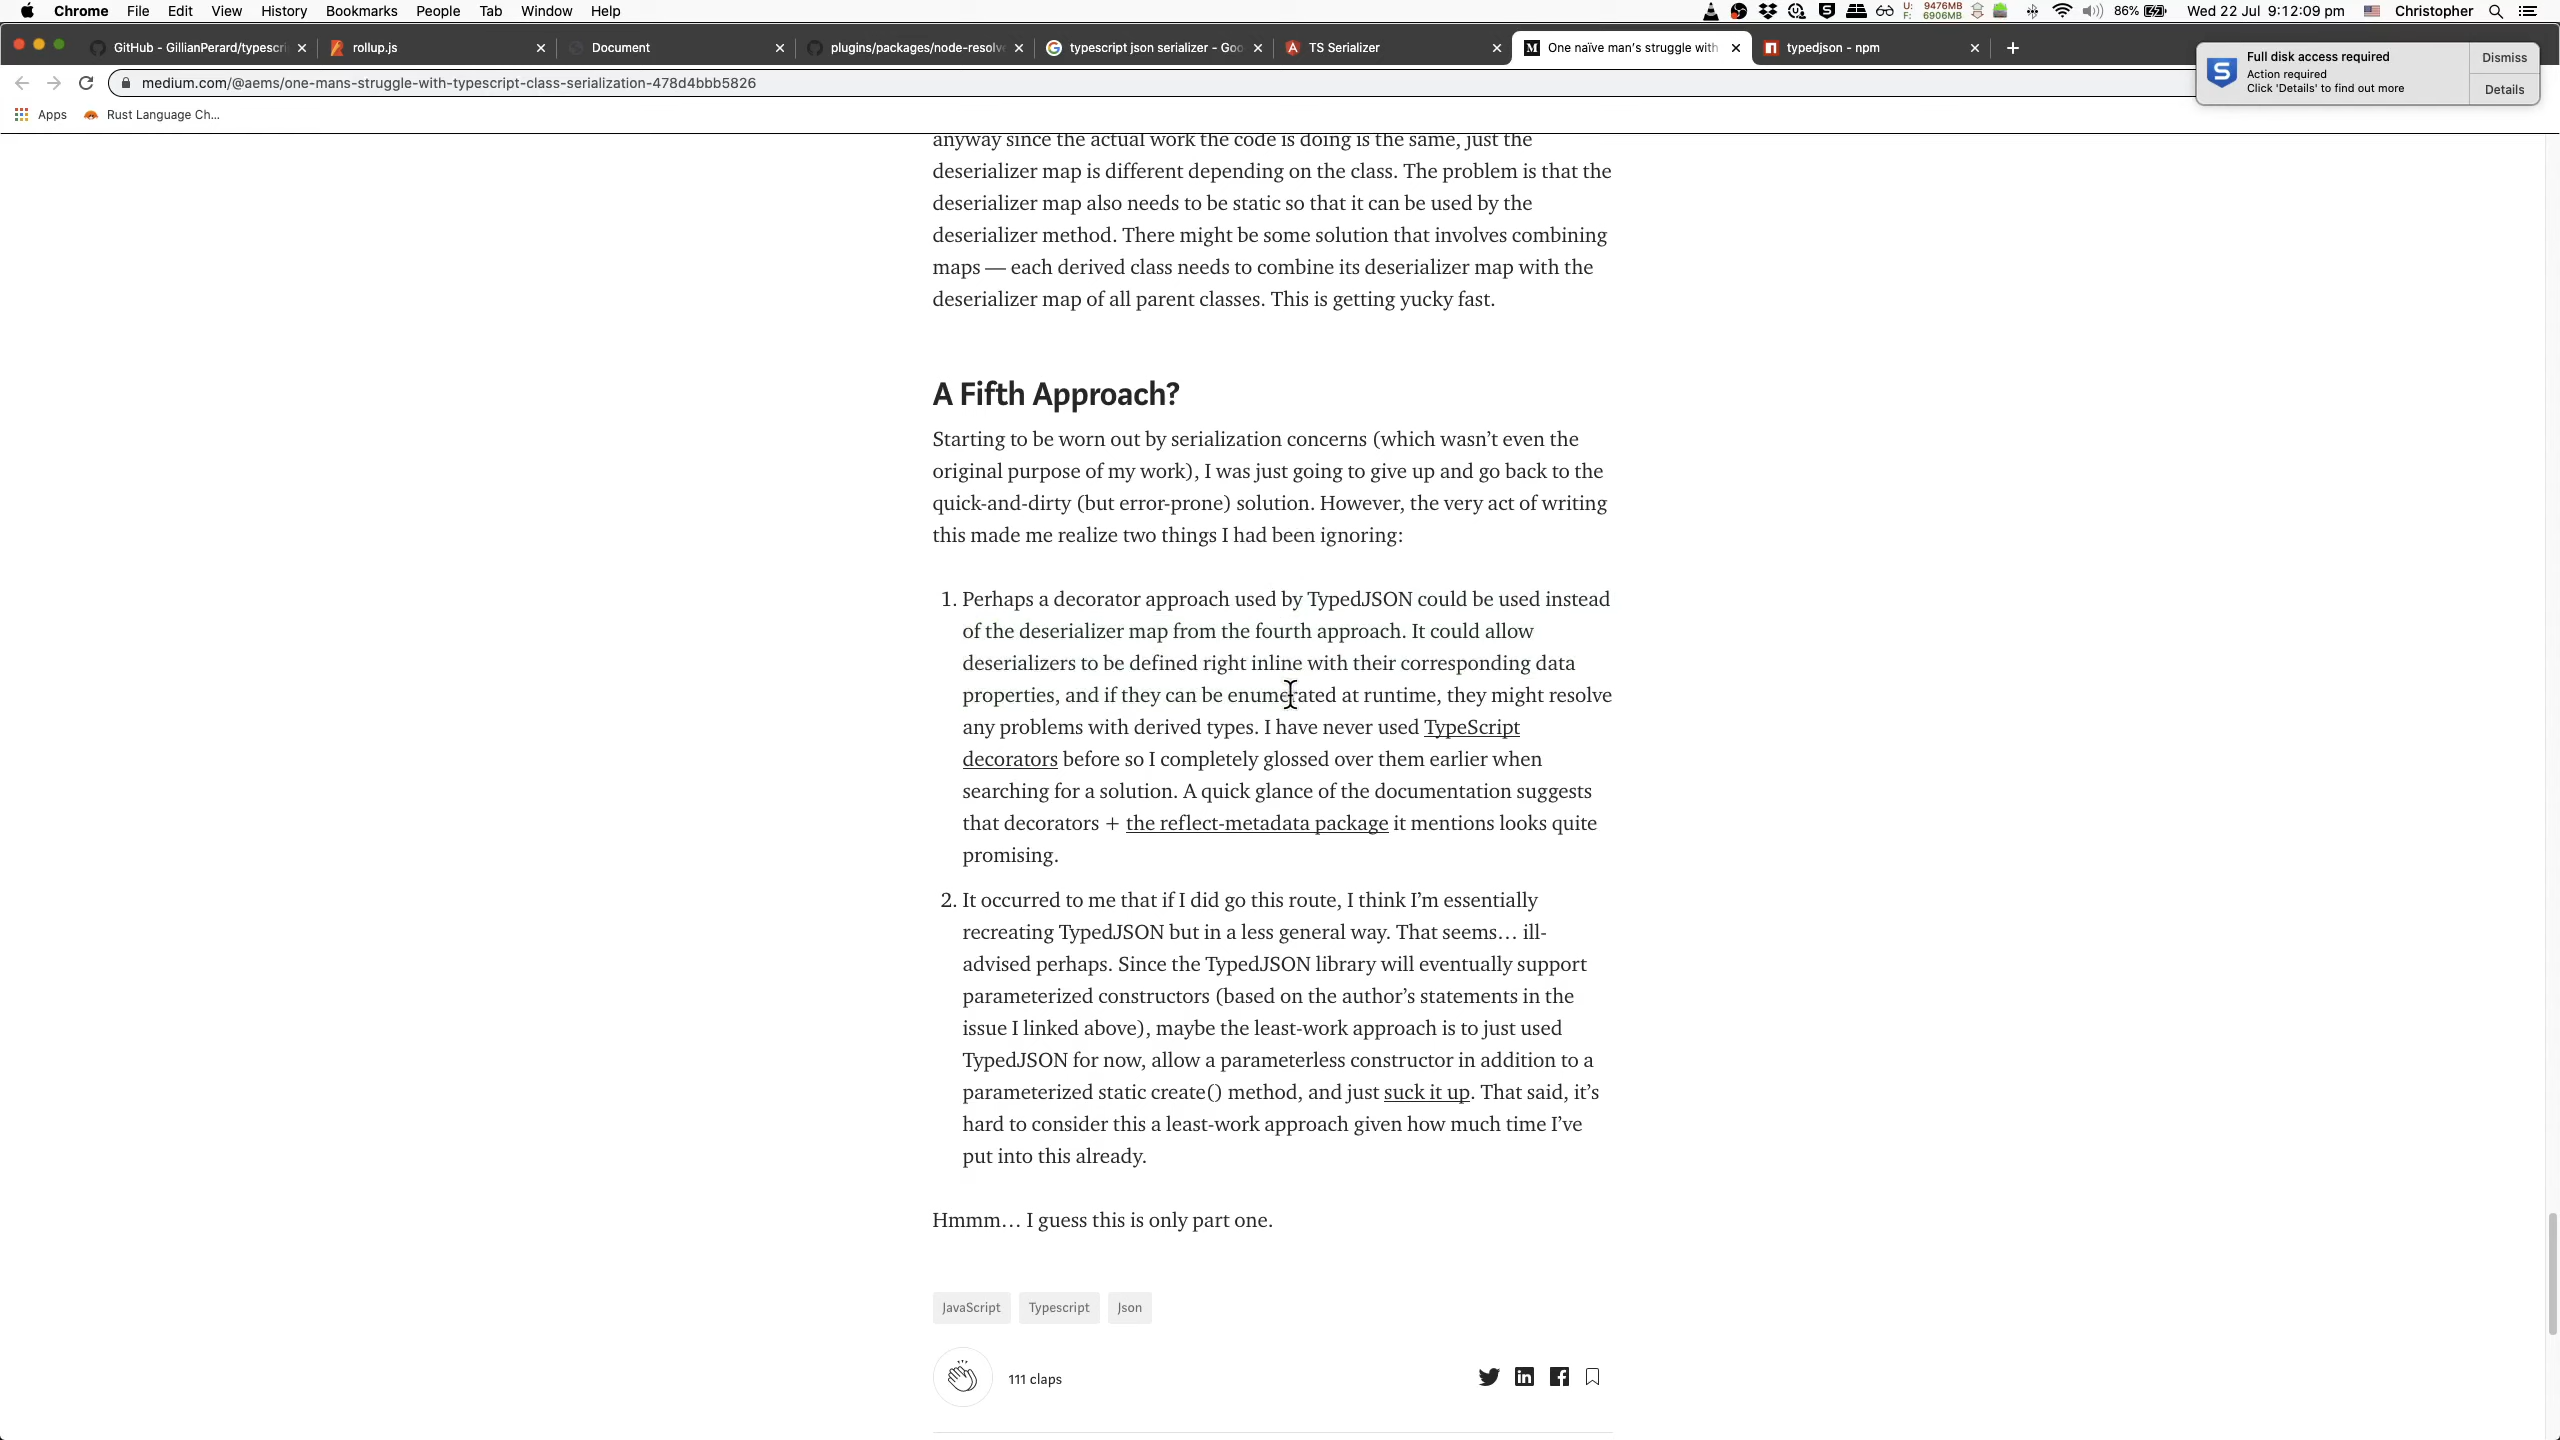 Chrome File Edit View History Bookmarks People Tab Window Help U: 9476MB F: 6906MB 86% Wed 22 Jul 9:12:09 pm Christopher
GitHub - GillianPerard/typescri rollup.js Document plugins/packages/node-resolve typescript json serializer - Goo TS Serializer One naïve man's struggle with typedjson - npm
medium.com/@aems/one-mans-struggle-with-typescript-class-serialization-478d4bbb5826
Full disk access required
Action required
Click 'Details' to find out more
Dismiss
Details
Apps Rust Language Ch...
anyway since the actual work the code is doing is the same, just the
deserializer map is different depending on the class. The problem is that the
deserializer map also needs to be static so that it can be used by the
deserializer method. There might be some solution that involves combining
maps — each derived class needs to combine its deserializer map with the
deserializer map of all parent classes. This is getting yucky fast.
A Fifth Approach?
Starting to be worn out by serialization concerns (which wasn’t even the
original purpose of my work), I was just going to give up and go back to the
quick-and-dirty (but error-prone) solution. However, the very act of writing
this made me realize two things I had been ignoring:
1. Perhaps a decorator approach used by TypedJSON could be used instead
of the deserializer map from the fourth approach. It could allow
deserializers to be defined right inline with their corresponding data
properties, and if they can be enumerated at runtime, they might resolve
any problems with derived types. I have never used TypeScript
decorators before so I completely glossed over them earlier when
searching for a solution. A quick glance of the documentation suggests
that decorators + the reflect-metadata package it mentions looks quite
promising.
2. It occurred to me that if I did go this route, I think I’m essentially
recreating TypedJSON but in a less general way. That seems… ill-
advised perhaps. Since the TypedJSON library will eventually support
parameterized constructors (based on the author’s statements in the
issue I linked above), maybe the least-work approach is to just used
TypedJSON for now, allow a parameterless constructor in addition to a
parameterized static create() method, and just suck it up. That said, it’s
hard to consider this a least-work approach given how much time I’ve
put into this already.
Hmmm… I guess this is only part one.
JavaScript Typescript Json
111 claps